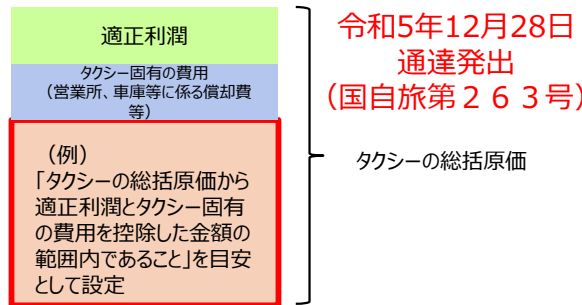 適正利潤
タクシー固有の費用
（営業所、車庫等に係る償却費
等）
（例）
「タクシーの総括原価から
適正利潤とタクシー固有
の費用を控除した金額の
範囲内であること」を目安
として設定
令和5年12月28日
通達発出
（国自旅第２６３号）
タクシーの総括原価